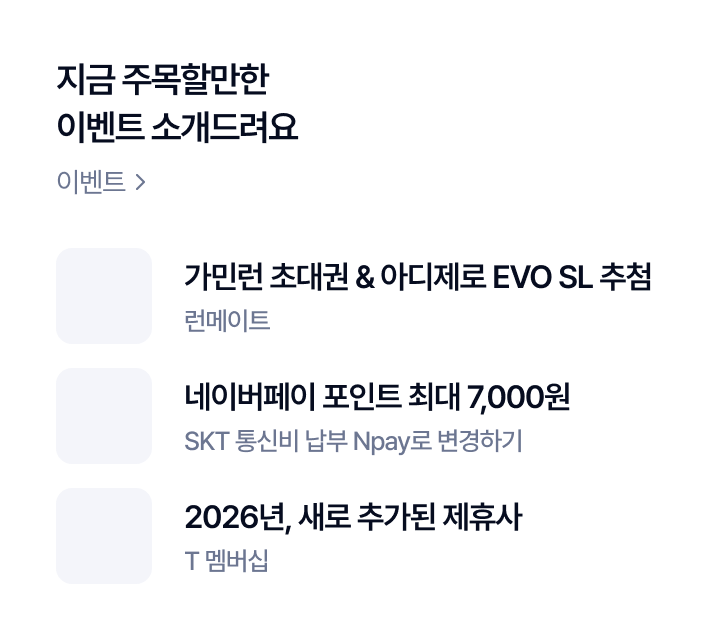 지금 주목할만한
이벤트 소개드려요
이벤트 >
가민런 초대권 & 아디제로 EVO SL 추첨
런메이트
네이버페이 포인트 최대 7,000원
SKT 통신비 납부 Npay로 변경하기
2026년, 새로 추가된 제휴사
T 멤버십